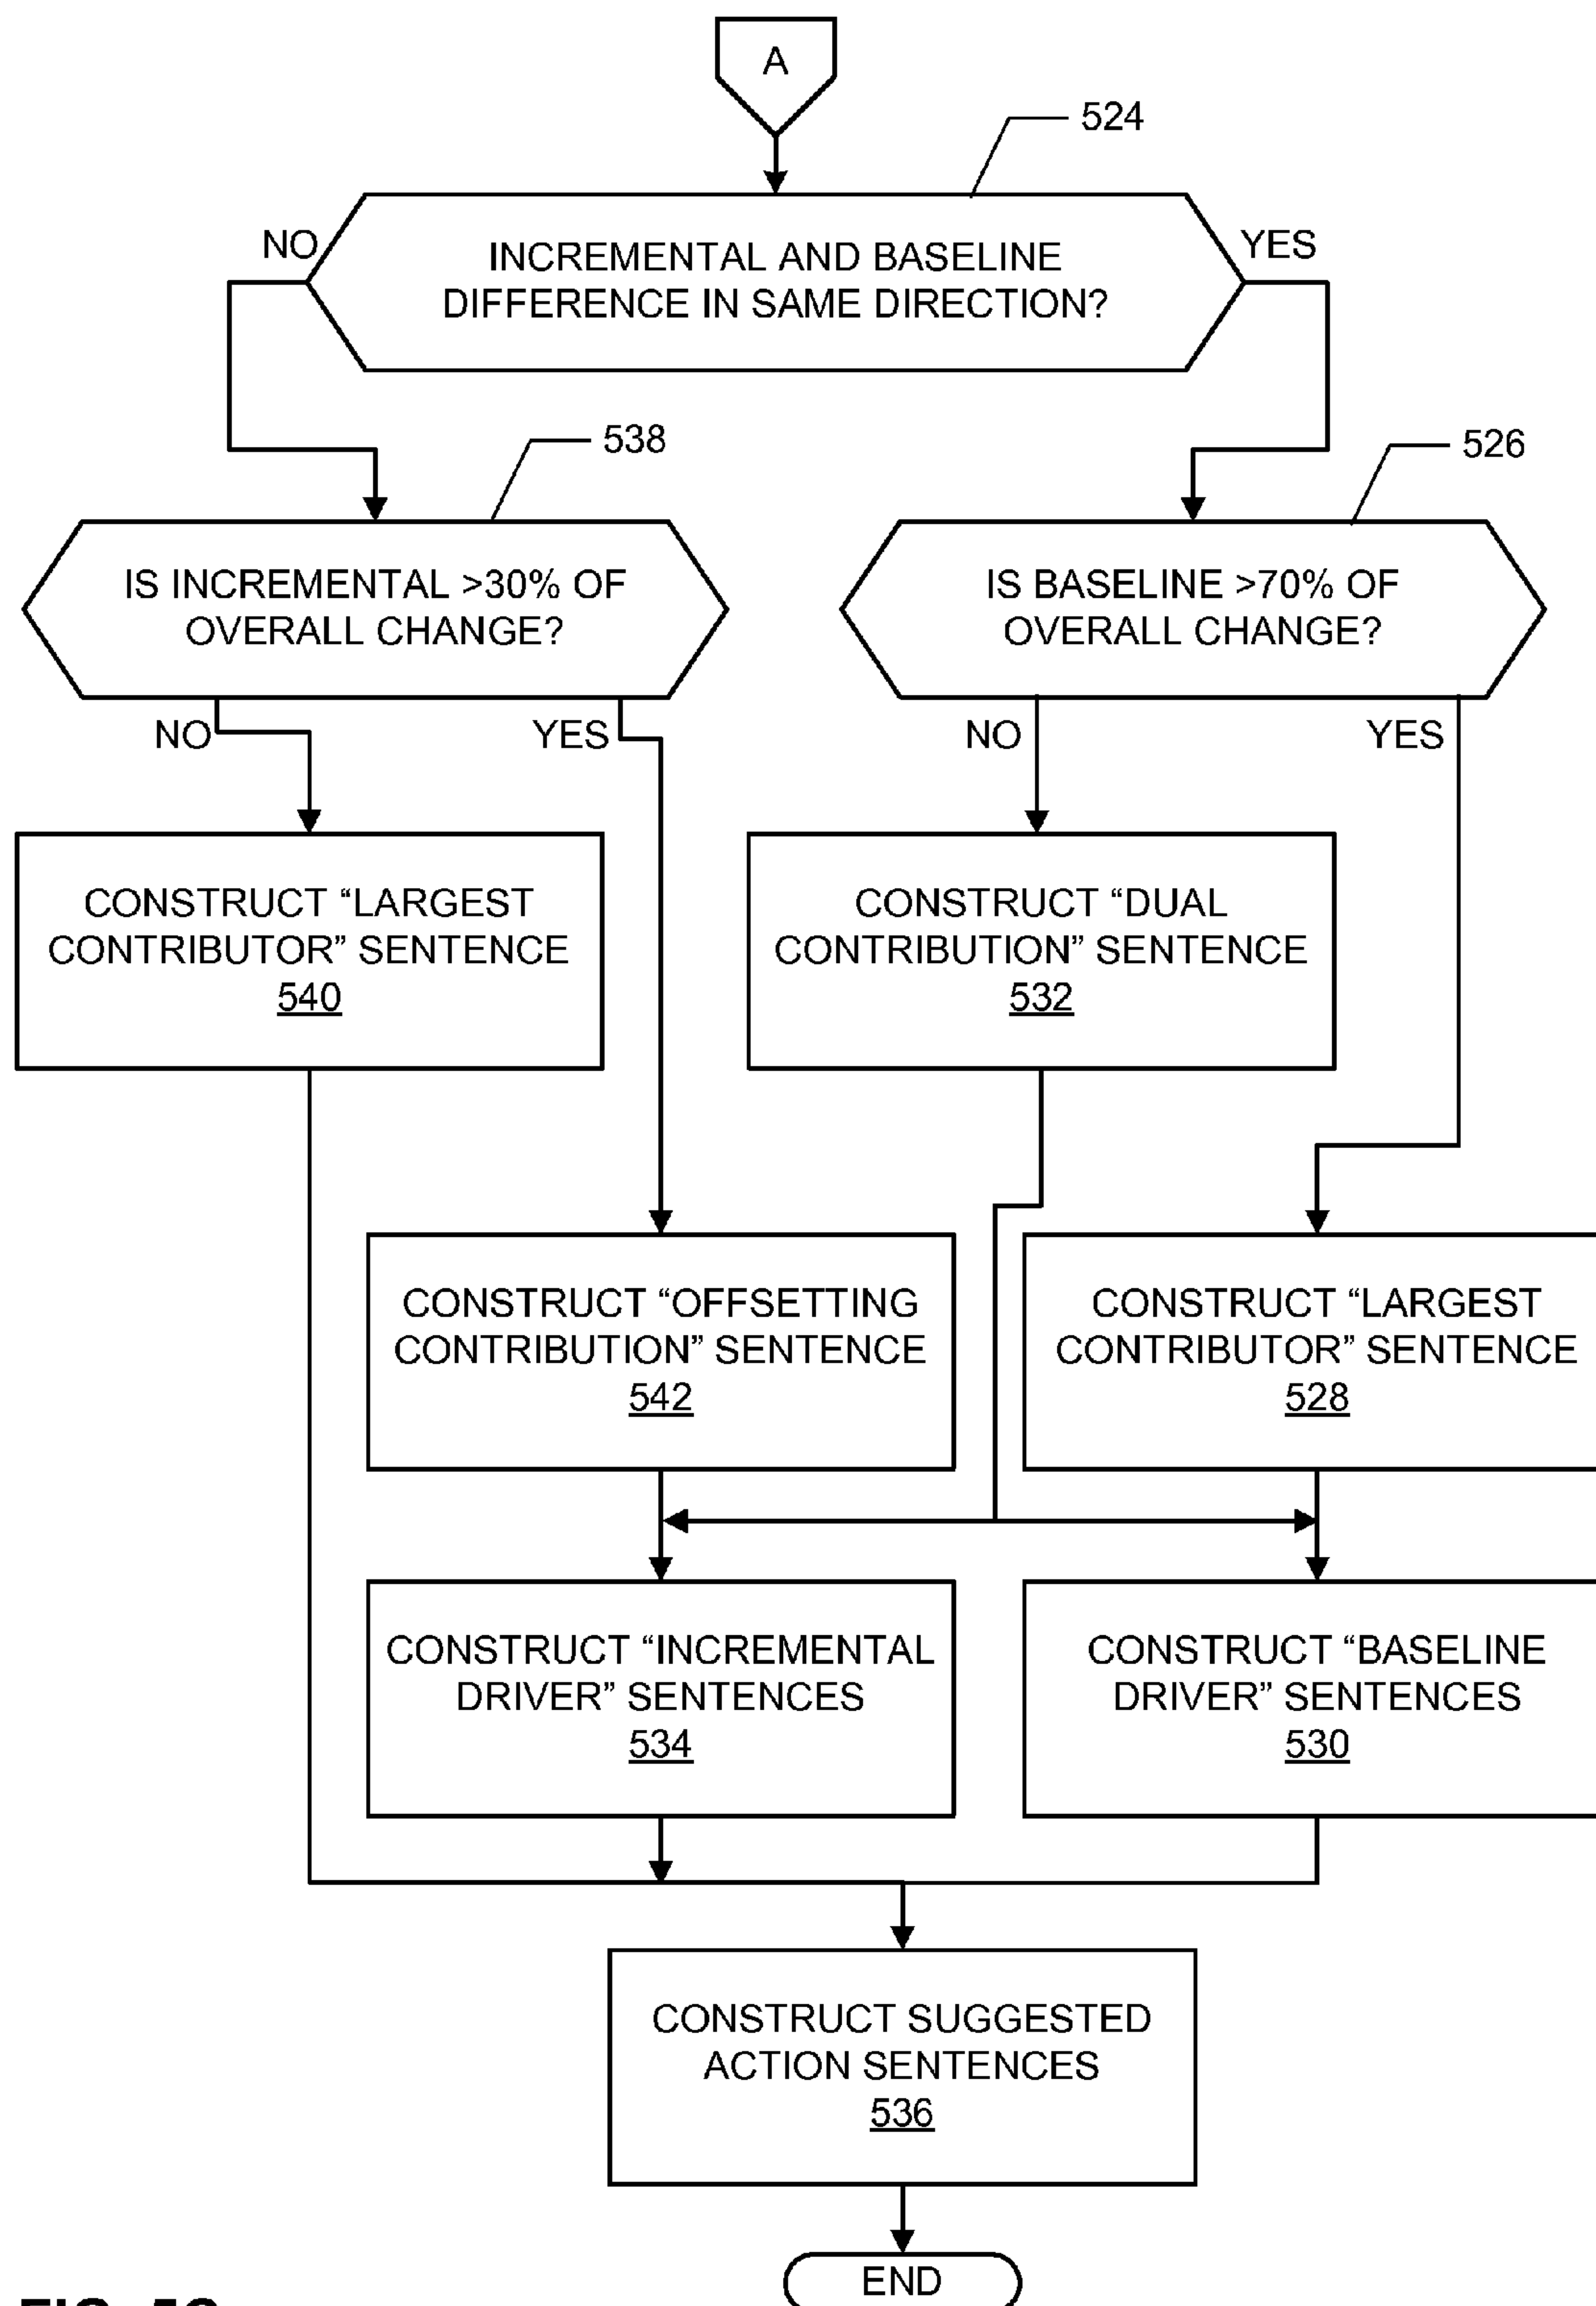 A
524
NO
YES
INCREMENTAL AND BASELINE
DIFFERENCE IN SAME DIRECTION?
538
526
IS INCREMENTAL >30% OF
OVERALL CHANGE?
IS BASELINE >70% OF
OVERALL CHANGE?
NO
YES
NO
YES
CONSTRUCT “LARGEST
CONTRIBUTOR” SENTENCE
540
CONSTRUCT “DUAL
CONTRIBUTION” SENTENCE
532
CONSTRUCT “OFFSETTING
CONTRIBUTION” SENTENCE
542
CONSTRUCT “LARGEST
CONTRIBUTOR” SENTENCE
528
CONSTRUCT “INCREMENTAL
DRIVER” SENTENCES
534
CONSTRUCT “BASELINE
DRIVER” SENTENCES
530
CONSTRUCT SUGGESTED
ACTION SENTENCES
536
END